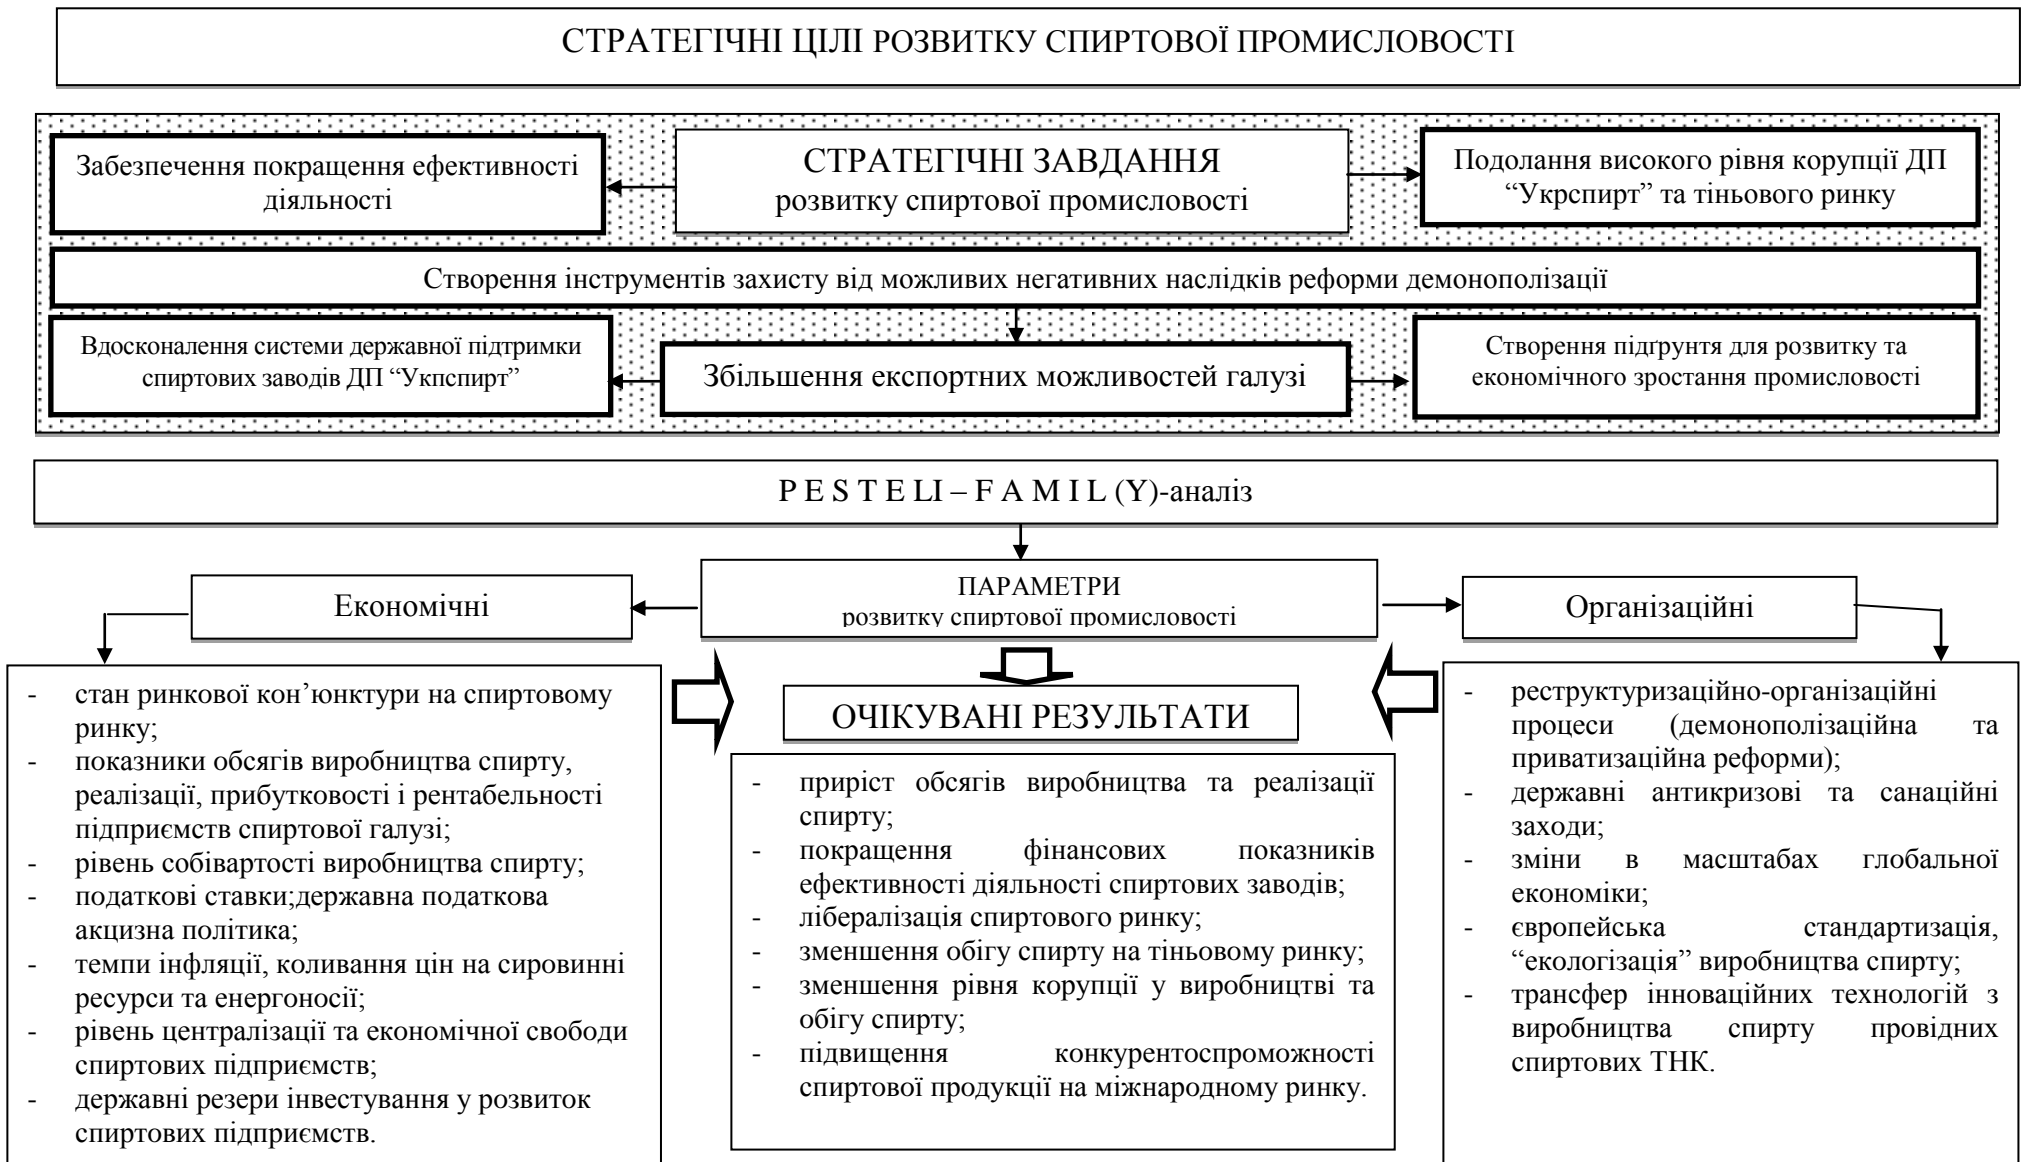 СТРАТЕГІЧНІ ЦІЛІ РОЗВИТКУ СПИРТОВОЇ ПРОМИСЛОВОСТІ
Забезпечення покращення ефективності
діяльності
СТРАТЕГІЧНІ ЗАВДАННЯ
розвитку спиртової промисловості
Подолання високого рівня корупції ДП
“Укрспирт” та тіньового ринку
Створення інструментів захисту від можливих негативних наслідків реформи демонополізації
Вдосконалення системи державної підтримки
спиртових заводів ДП “Укпспирт”
Збільшення експортних можливостей галузі
Створення підґрунтя для розвитку та
економічного зростання промисловості
P E S T E LI – F A M I L (Y)-аналіз
Економічні
ПАРАМЕТРИ
розвитку спиртової промисловості
Організаційні
- стан ринкової кон’юнктури на спиртовому
ринку;
- показники обсягів виробництва спирту,
реалізації, прибутковості і рентабельності
підприємств спиртової галузі;
- рівень собівартості виробництва спирту;
- податкові ставки;державна податкова
акцизна політика;
- темпи інфляції, коливання цін на сировинні
ресурси та енергоносії;
- рівень централізації та економічної свободи
спиртових підприємств;
- державні резери інвестування у розвиток
спиртових підприємств.
ОЧІКУВАНІ РЕЗУЛЬТАТИ
- приріст обсягів виробництва та реалізації
спирту;
- покращення фінансових показників
ефективності діяльності спиртових заводів;
- лібералізація спиртового ринку;
- зменшення обігу спирту на тіньовому ринку;
- зменшення рівня корупції у виробництві та
обігу спирту;
- підвищення конкурентоспроможності
спиртової продукції на міжнародному ринку.
- реструктуризаційно-організаційні
процеси (демонополізаційна та
приватизаційна реформи);
- державні антикризові та санаційні
заходи;
- зміни в масштабах глобальної
економіки;
- європейська стандартизація,
“екологізація” виробництва спирту;
- трансфер інноваційних технологій з
виробництва спирту провідних
спиртових ТНК.